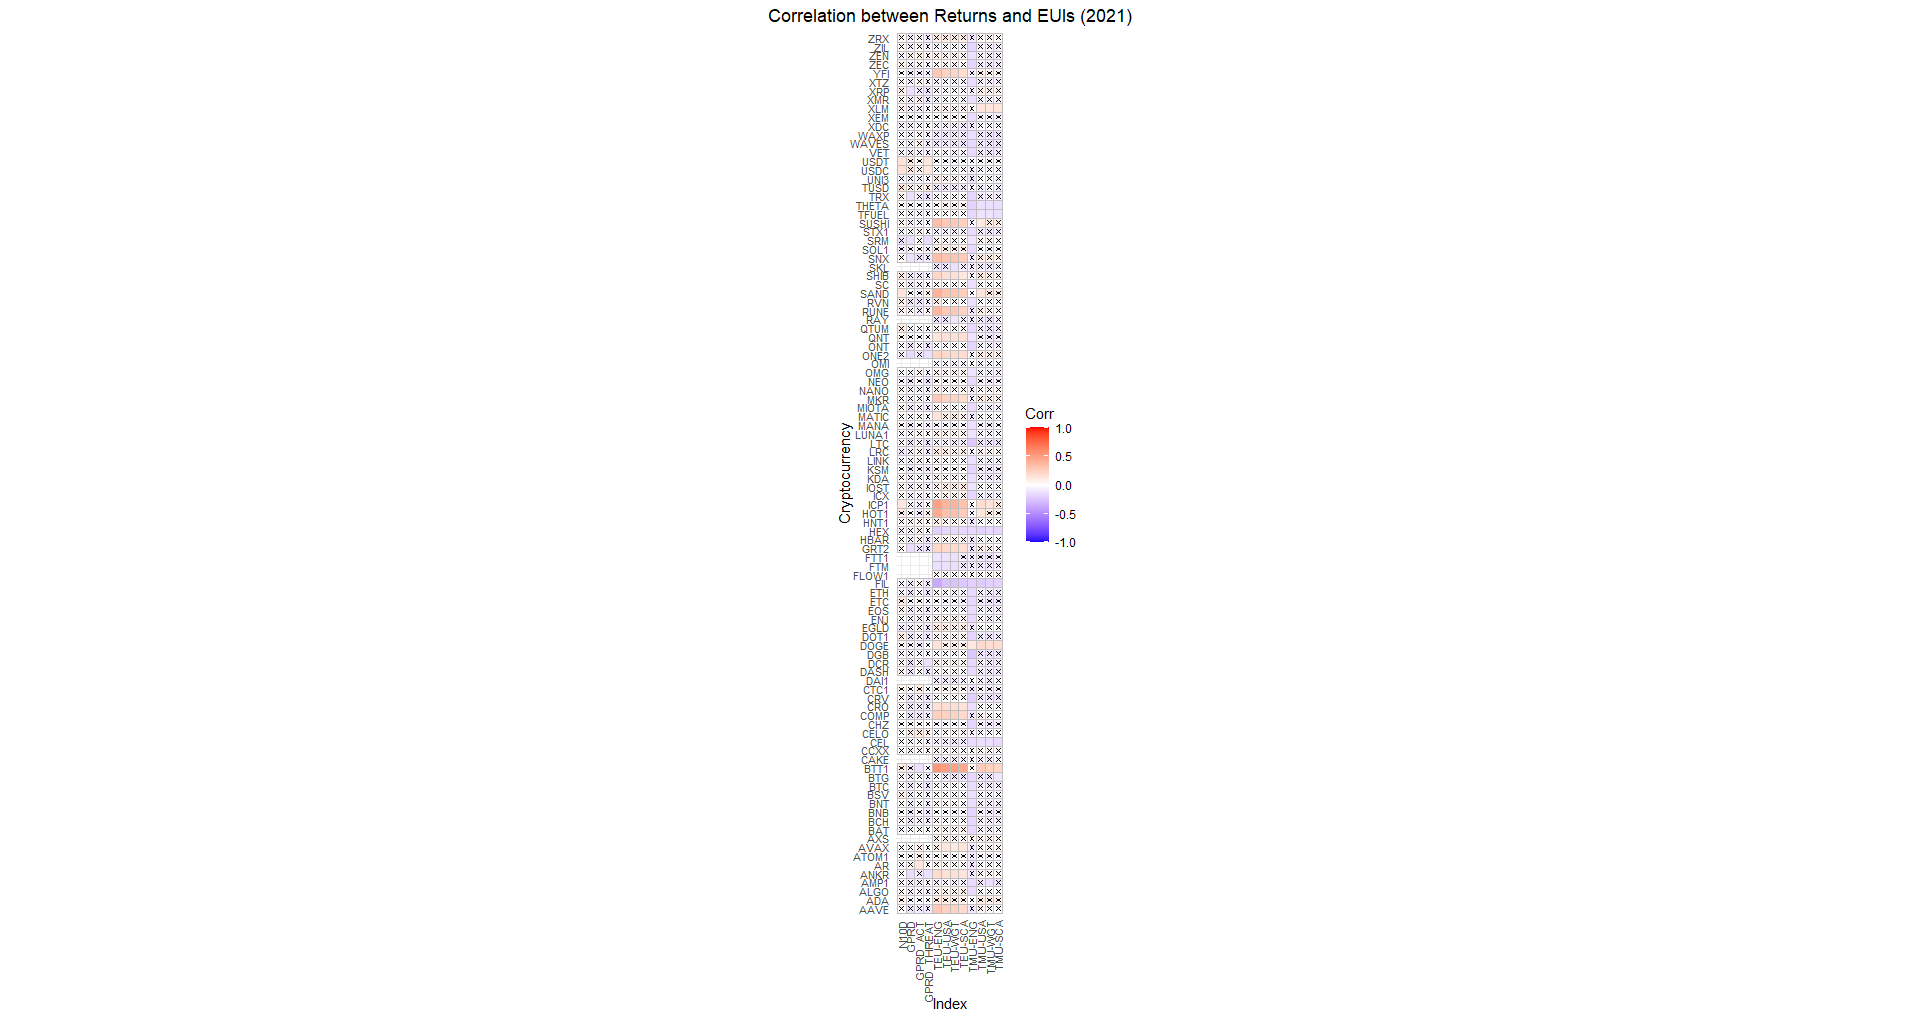 Correlation between Returns and EUIs (2021)
ZRX
ZIL
ZEN
ZEC
YFI
XTZ
XRP
XMR
XLM
XEM
XDC
WAXP
WAVES
VET
USDT
USDC
UNI3
TUSD
TRX
THETA
TFUEL
SUSHI
STX1
SRM
SOL1
SNX
SKL
SHIB
SC
SAND
RVN
RUNE
RAY
QTUM
QNT
ONT
ONE2
OMI
OMG
NEO
NANO
MKR
MIOTA
MATIC
MANA
LUNA1
LTC
LRC
LINK
KSM
KDA
IOST
ICX
ICP1
HOT1
HNT1
HEX
HBAR
GRT2
FTT1
FTM
FLOW1
FIL
ETH
ETC
EOS
ENJ
EGLD
DOT1
DOGE
DGB
DCR
DASH
DAI1
CTC1
CRV
CRO
COMP
CHZ
CELO
CEL
CCXX
CAKE
BTT1
BTG
BTC
BSV
BNT
BNB
BCH
BAT
AXS
AVAX
ATOM1
AR
ANKR
AMP1
ALGO
ADA
AAVE
Cryptocurrency
N10D
GPRD
GPRD_ACT
GPRD_THREAT
TEU-ENG
TEU-USA
TEU-WGT
TEU-SCA
TMU-ENG
TMU-USA
TMU-WGT
TMU-SCA
Index
Corr
1.0
0.5
0.0
-0.5
-1.0